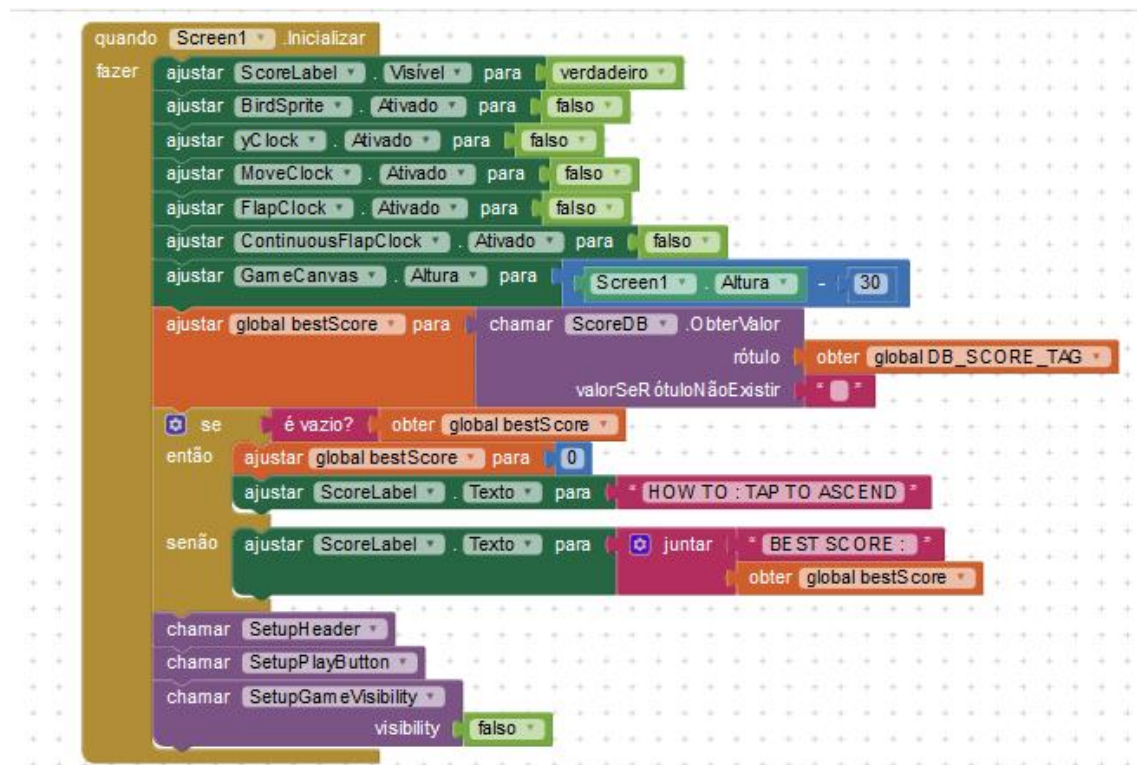 quando Screen1 .Inicializar
fazer ajustar ScoreLabel . Visível para verdadeiro
ajustar BirdSprite . Ativado para falso
ajustar yClock . Ativado para falso
ajustar MoveClock . Ativado para falso
ajustar FlapClock . Ativado para falso
ajustar ContinuousFlapClock . Ativado para falso
ajustar GameCanvas . Altura para Screen1 . Altura - 30
ajustar global bestScore para chamar ScoreDB .ObterValor
rótulo obter global DB_SCORE_TAG
valorSeRótuloNãoExistir " "
se é vazio? obter global bestScore
então ajustar global bestScore para 0
ajustar ScoreLabel . Texto para " HOW TO : TAP TO ASCEND "
senão ajustar ScoreLabel . Texto para juntar " BEST SCORE : "
obter global bestScore
chamar SetupHeader
chamar SetupPlayButton
chamar SetupGameVisibility
visibility falso